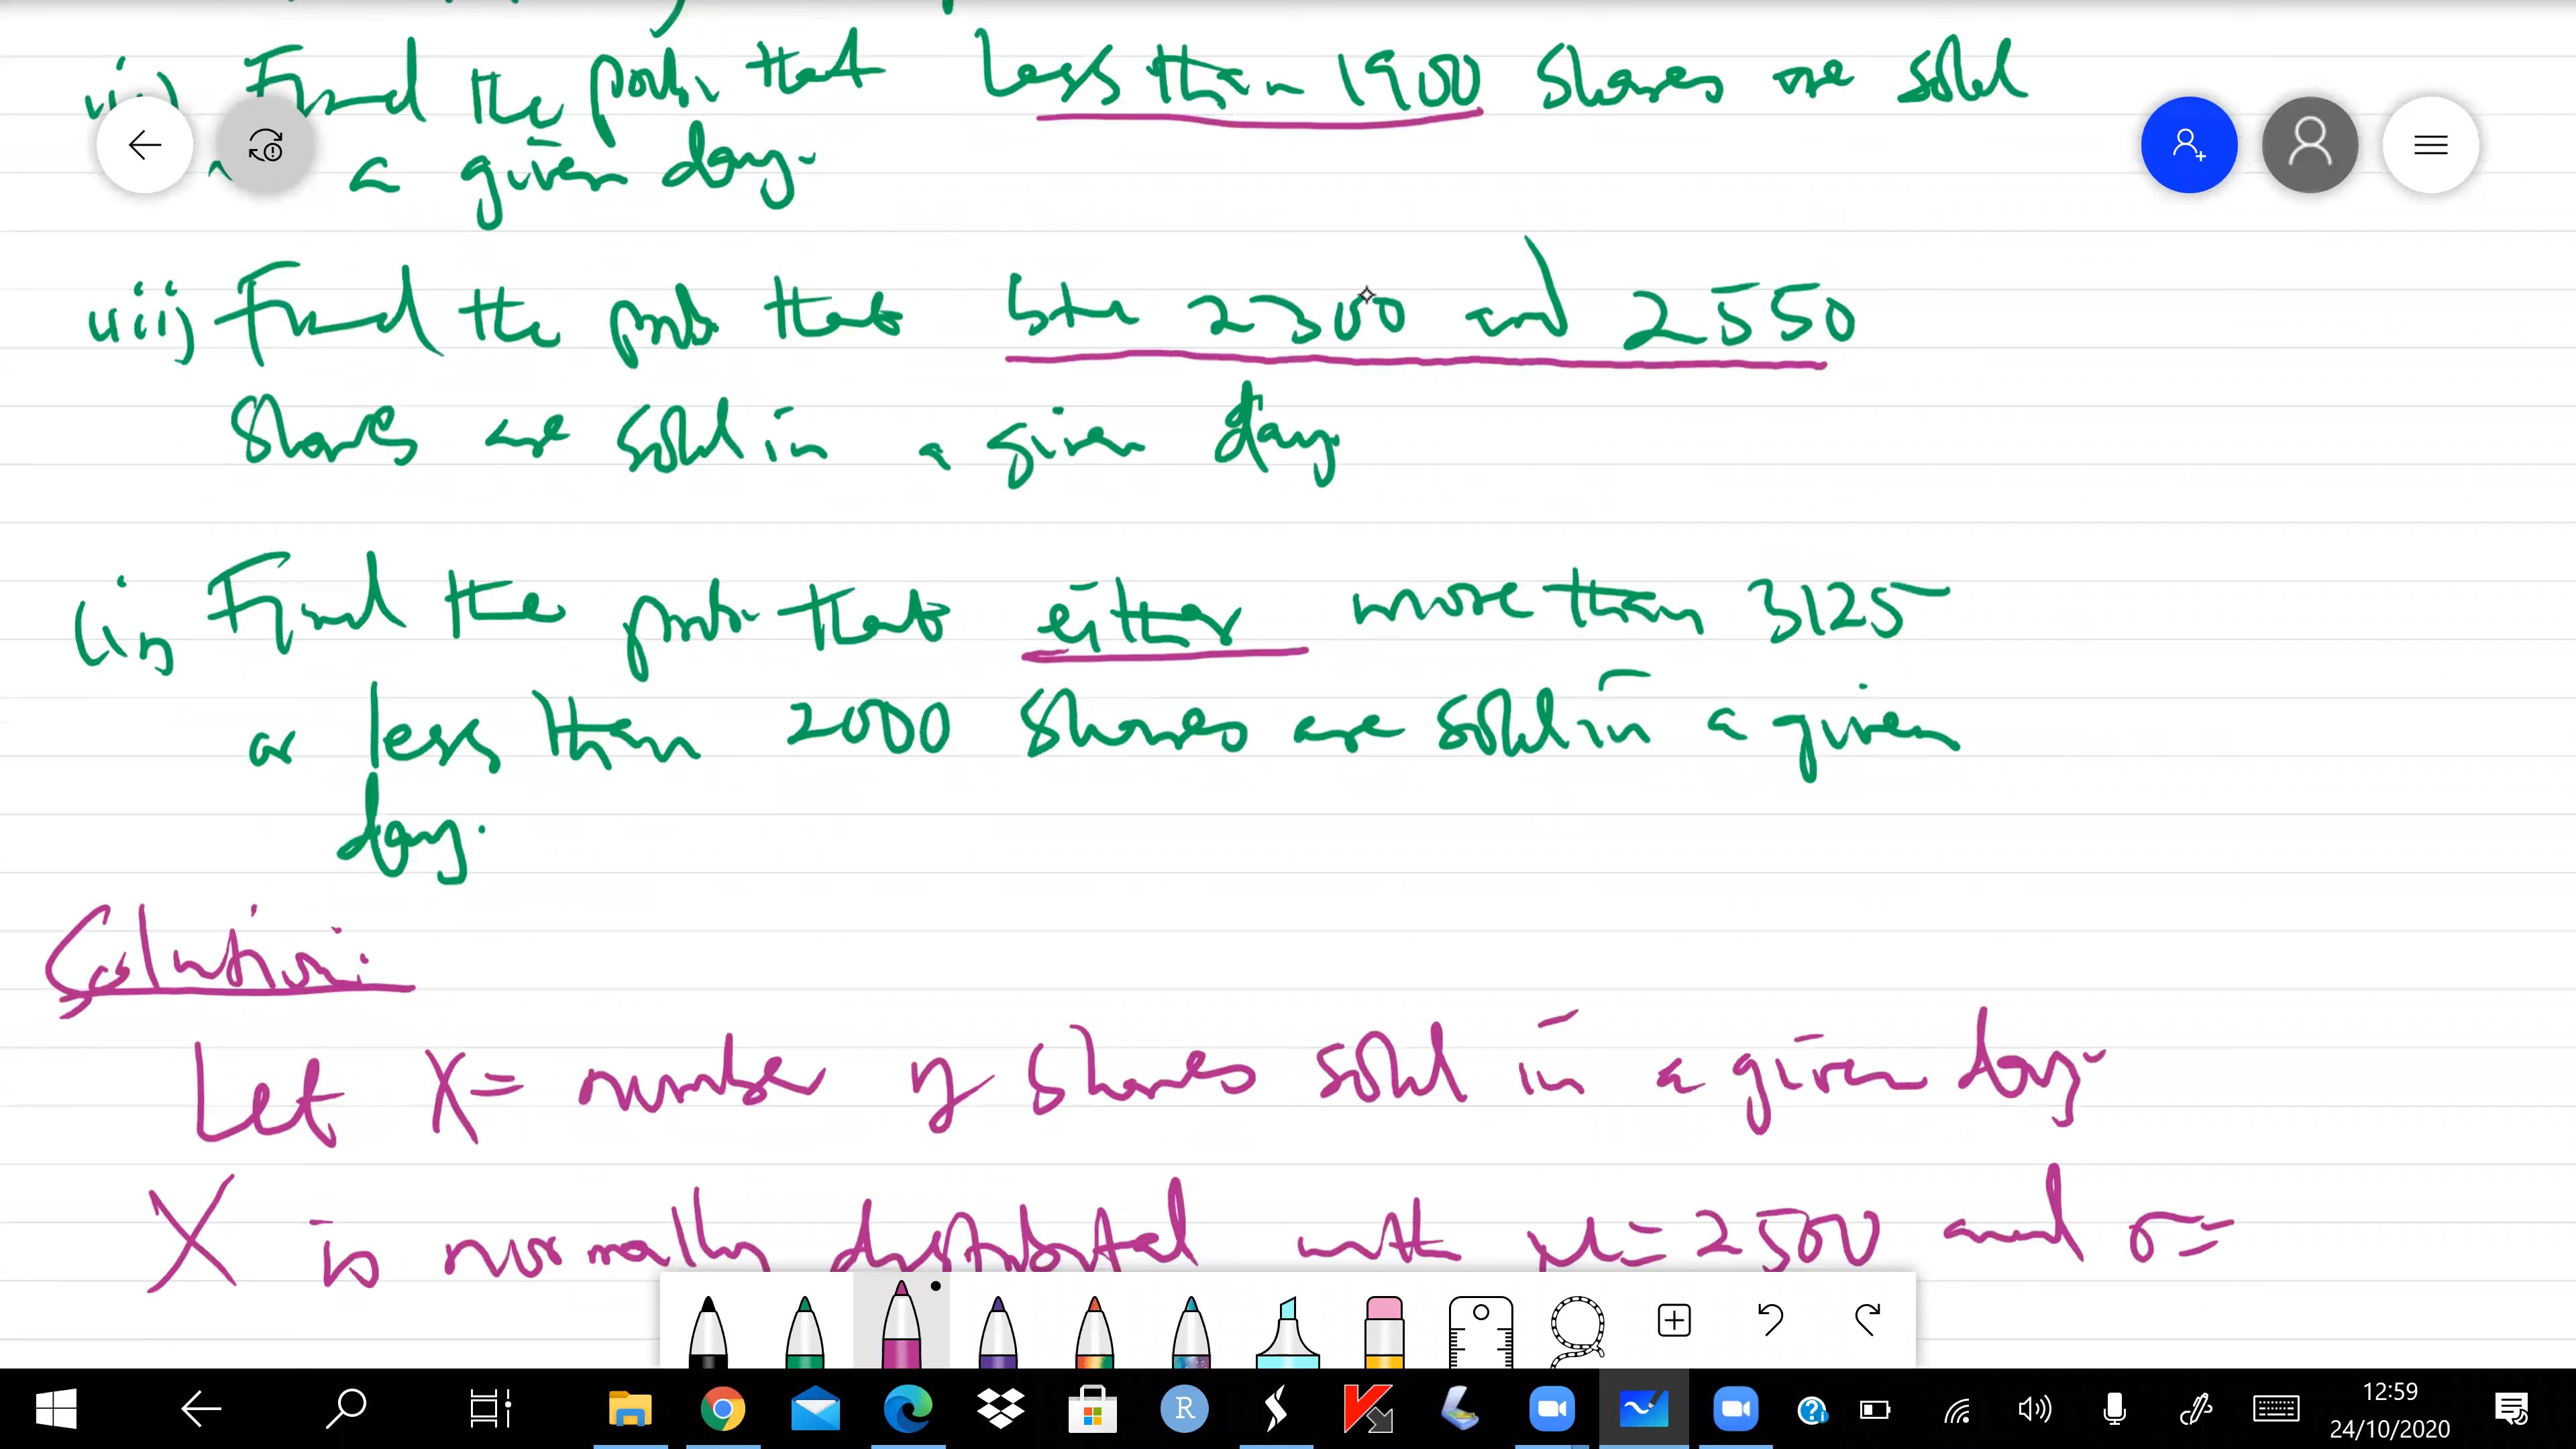 vii) Find the prob. that less than 1900 shares are sold
a given day.
viii) Find the prob that btw 2300 and 2550
shares are sold in a given day.
Find the prob. that either more than 3125
or less than 2000 shares are sold in a given
day.
Solution:
Let X = number of shares sold in a given day.
X is normally distributed with μ = 2500 and σ =
R
12:59
24/10/2020